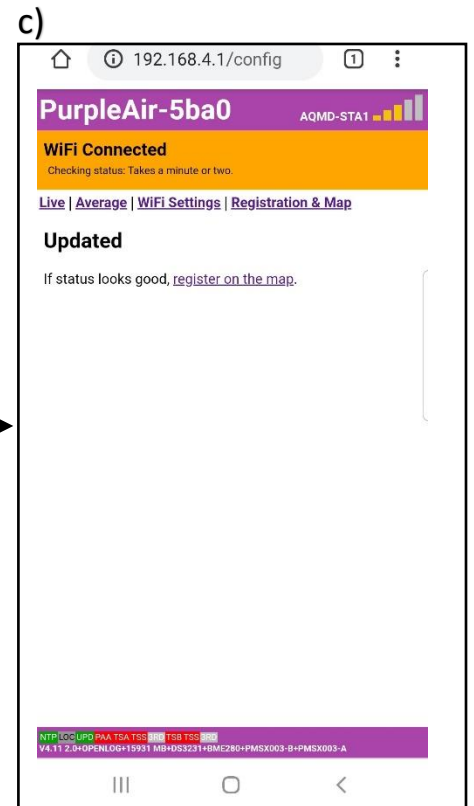 c)
192.168.4.1/config
1
PurpleAir-5ba0
AQMD-STA1
WiFi Connected
Checking status: Takes a minute or two.
Live | Average | WiFi Settings | Registration & Map
Updated
If status looks good, register on the map.
NTP LOC UPD PAA TSA TSS 3RD TSB TSS 3RD
V4.11 2.0+OPENLOG+15931 MB+DS3231+BME280+PMSX003-B+PMSX003-A